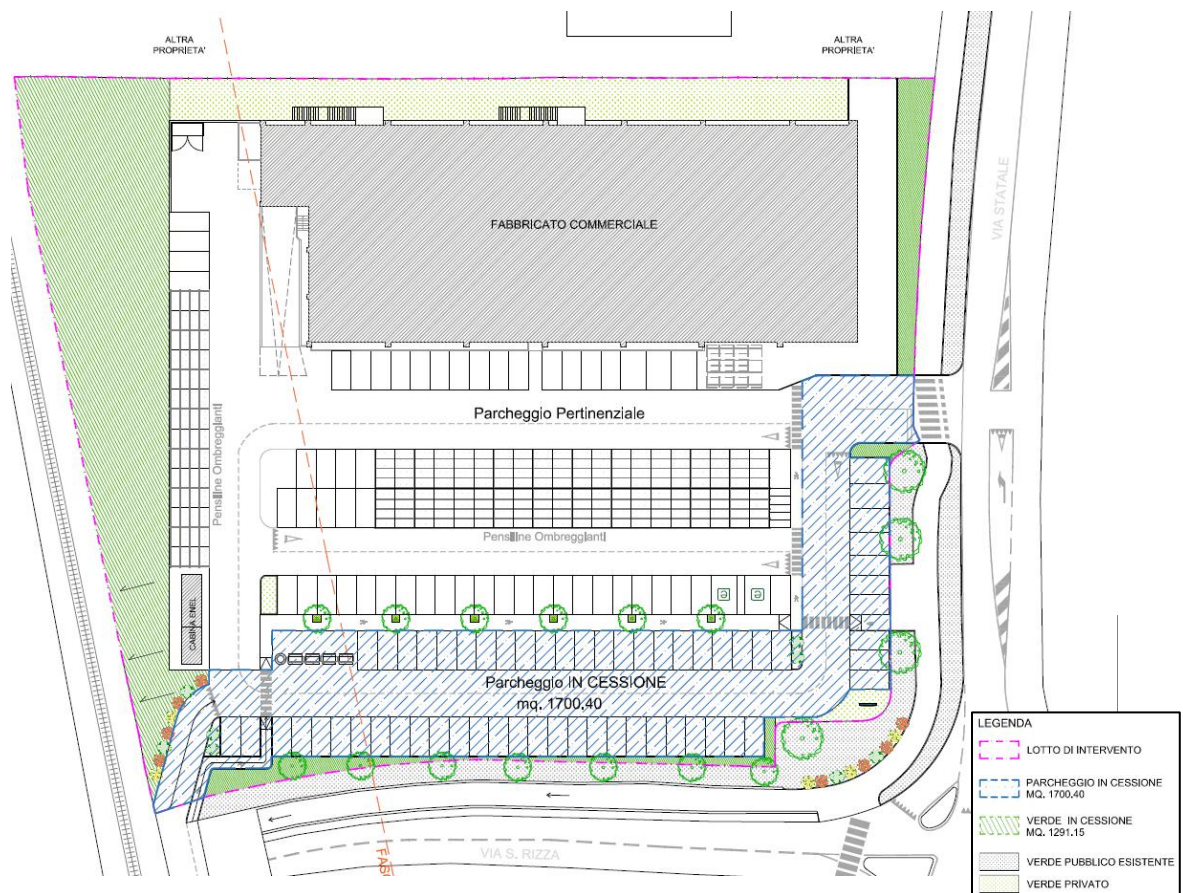 ALTRA
PROPRIETA'
ALTRA
PROPRIETA'
VIA STATALE
FABBRICATO COMMERCIALE
Parcheggio Pertinenziale
Pensiline Ombreggianti
Pensiline Ombreggianti
e
e
CABINA ENEL
Parcheggio IN CESSIONE
mq. 1700,40
VIA S. RIZZA
LEGENDA
LOTTO DI INTERVENTO
PARCHEGGIO IN CESSIONE
MQ. 1700.40
VERDE IN CESSIONE
MQ. 1291.15
VERDE PUBBLICO ESISTENTE
VERDE PRIVATO